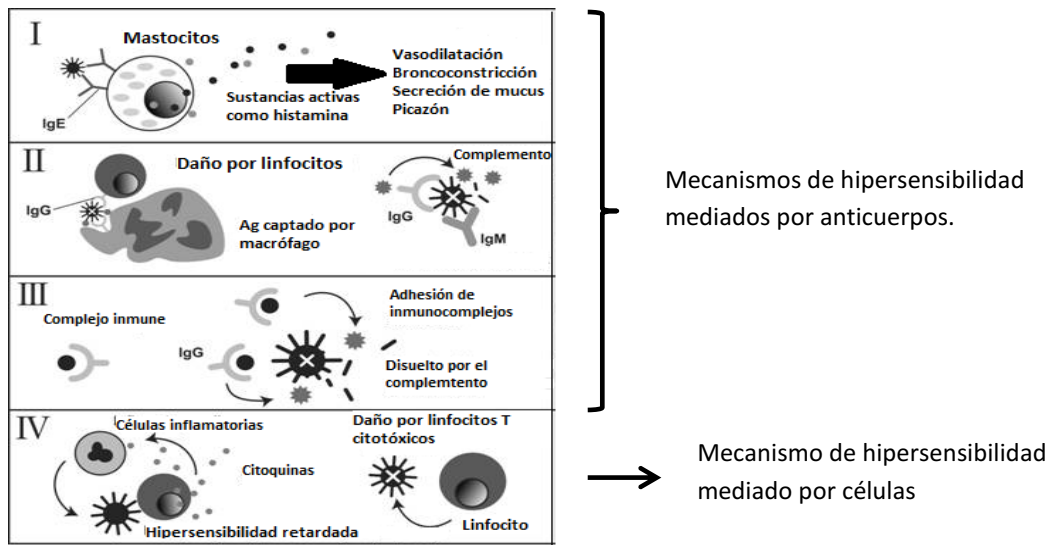 I
Mastocitos
IgE
Sustancias activas
como histamina
Vasodilatación
Broncoconstricción
Secreción de mucus
Picazón
II
Daño por linfocitos
IgG
Ag captado por
macrófago
Complemento
IgG
IgM
III
Complejo inmune
IgG
Adhesión de
inmunocomplejos
Disuelto por el
complemtento
Mecanismos de hipersensibilidad
mediados por anticuerpos.
IV
Células inflamatorias
Citoquinas
Hipersensibilidad retardada
Daño por linfocitos T
citotóxicos
Linfocito
Mecanismo de hipersensibilidad
mediado por células